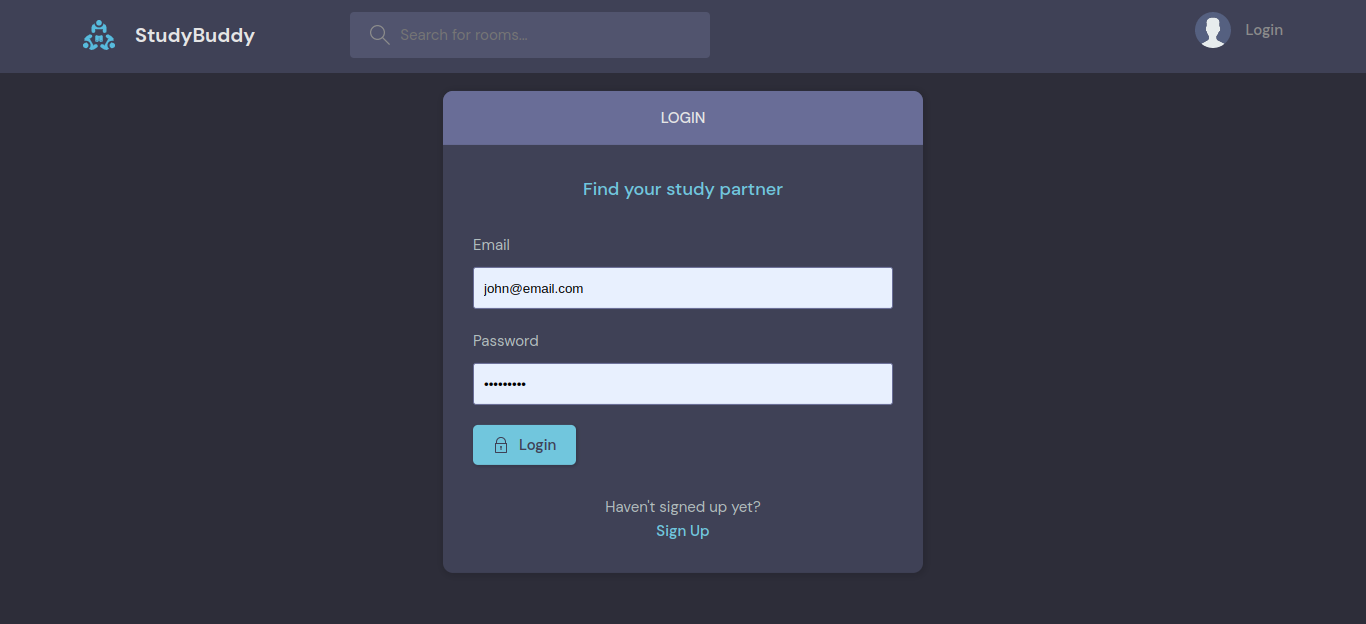 StudyBuddy
Search for rooms...
Login
LOGIN
Find your study partner
Email
john@email.com
Password
•••••••••
Login
Haven't signed up yet?
Sign Up